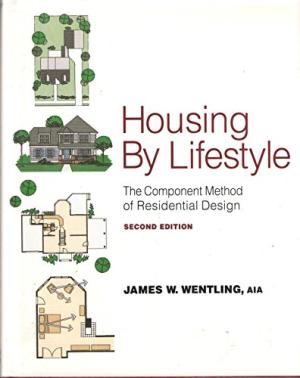 Housing
By Lifestyle
The Component Method
of Residential Design
SECOND EDITION
JAMES W. WENTLING, AIA